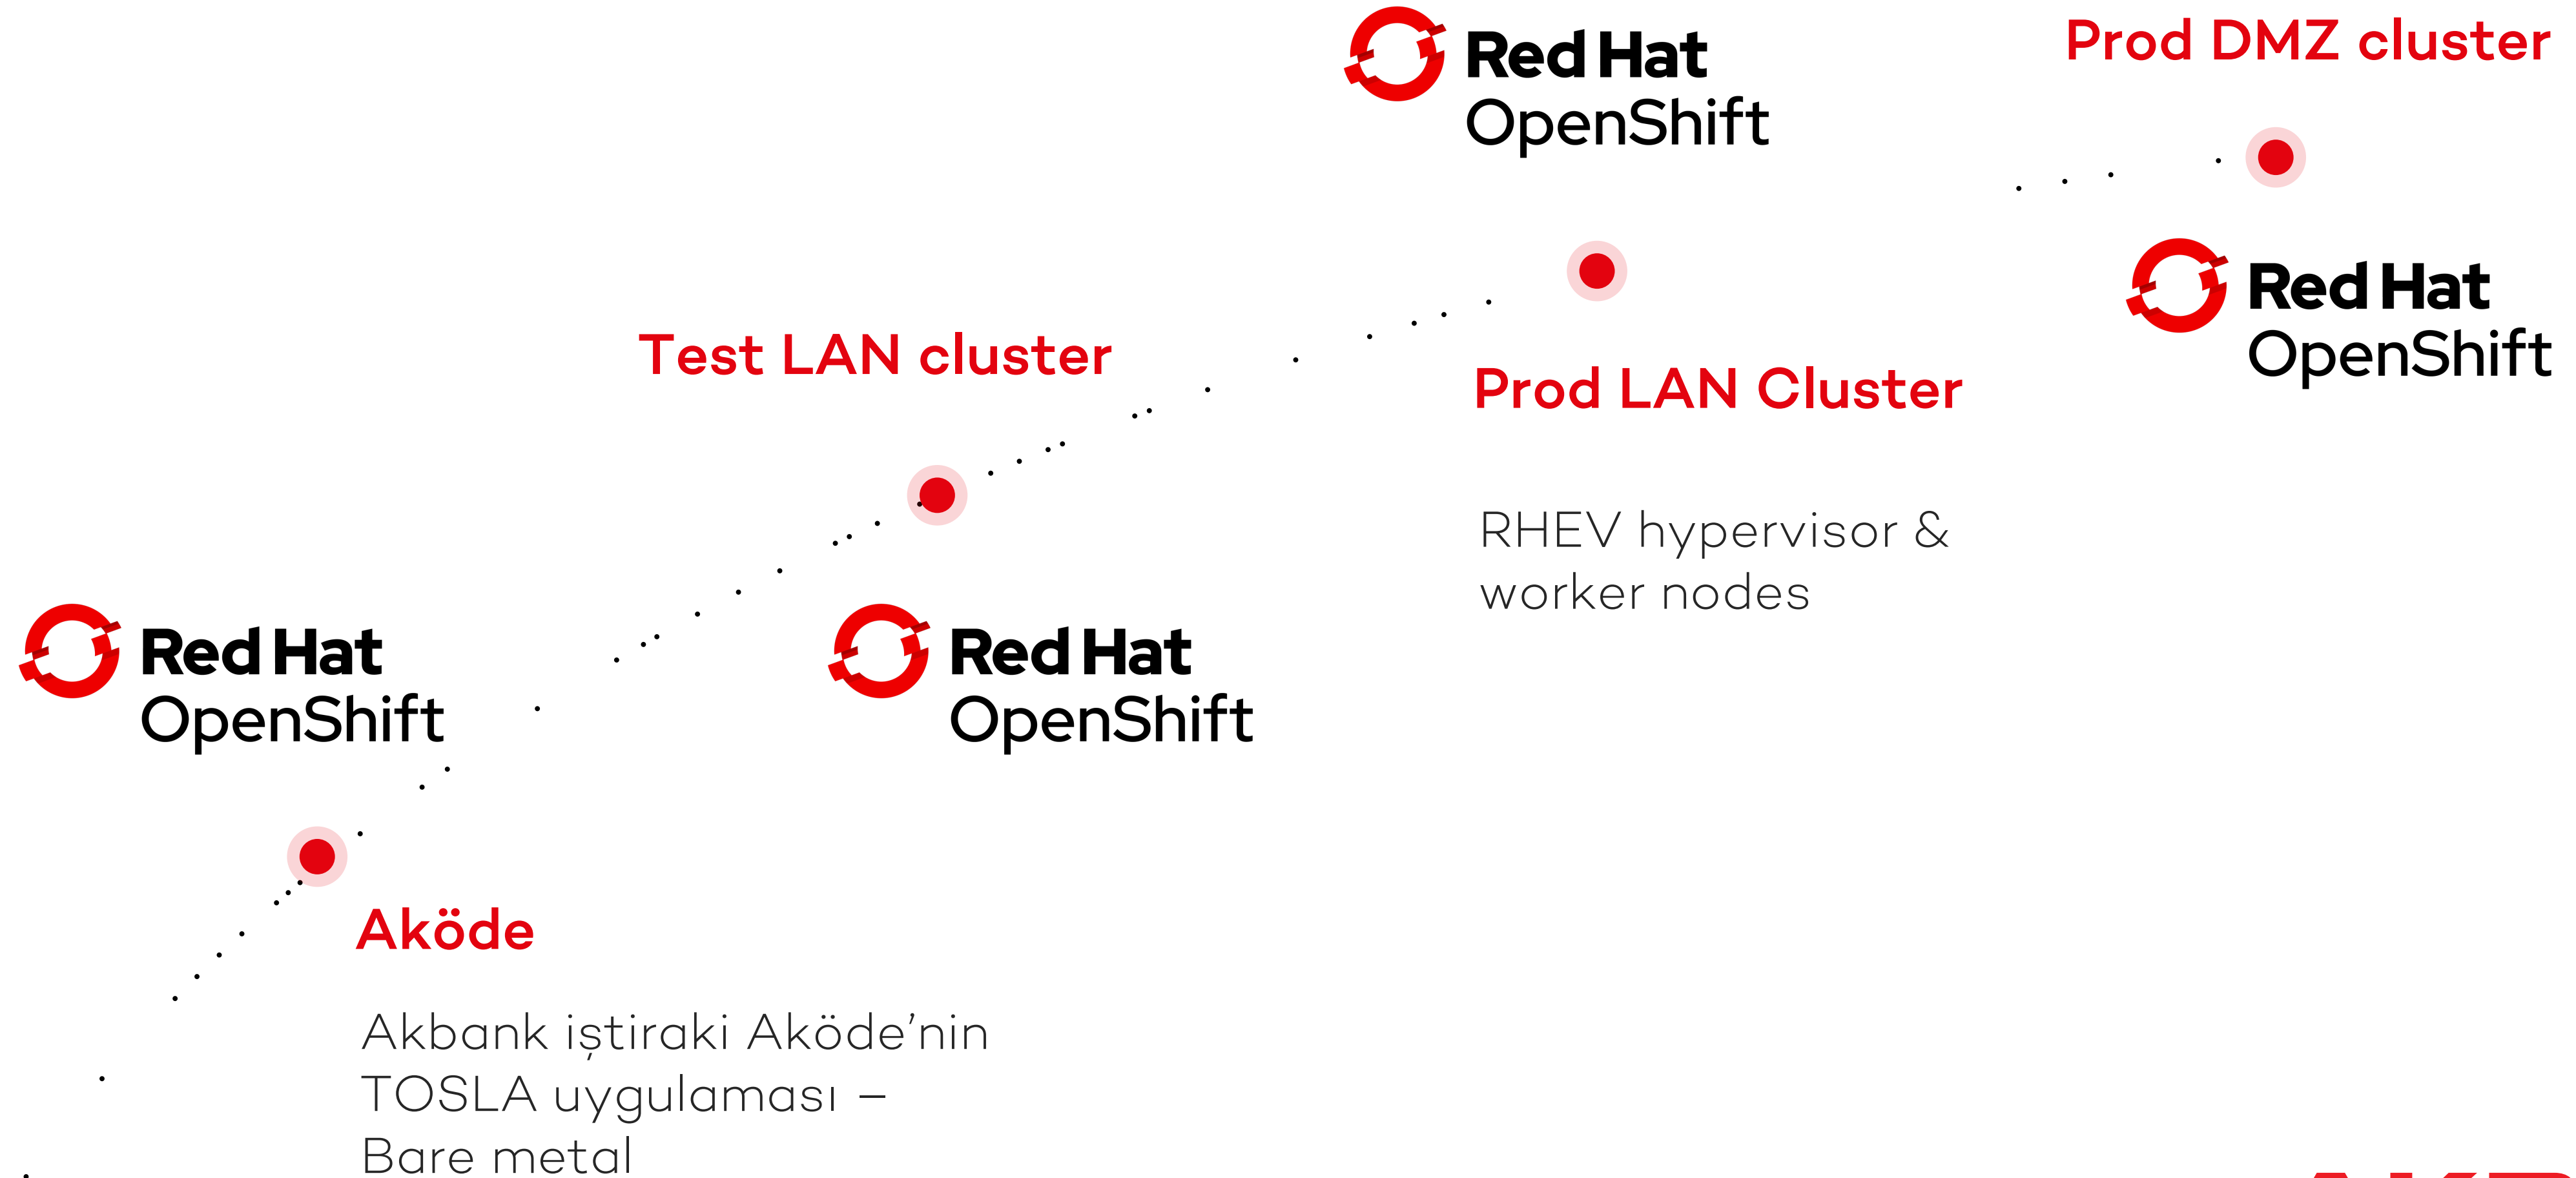 Red Hat
OpenShift
Aköde
Akbank iştiraki Aköde’nin
TOSLA uygulaması –
Bare metal
Test LAN cluster
Red Hat
OpenShift
Red Hat
OpenShift
Prod LAN Cluster
RHEV hypervisor &
worker nodes
Prod DMZ cluster
Red Hat
OpenShift